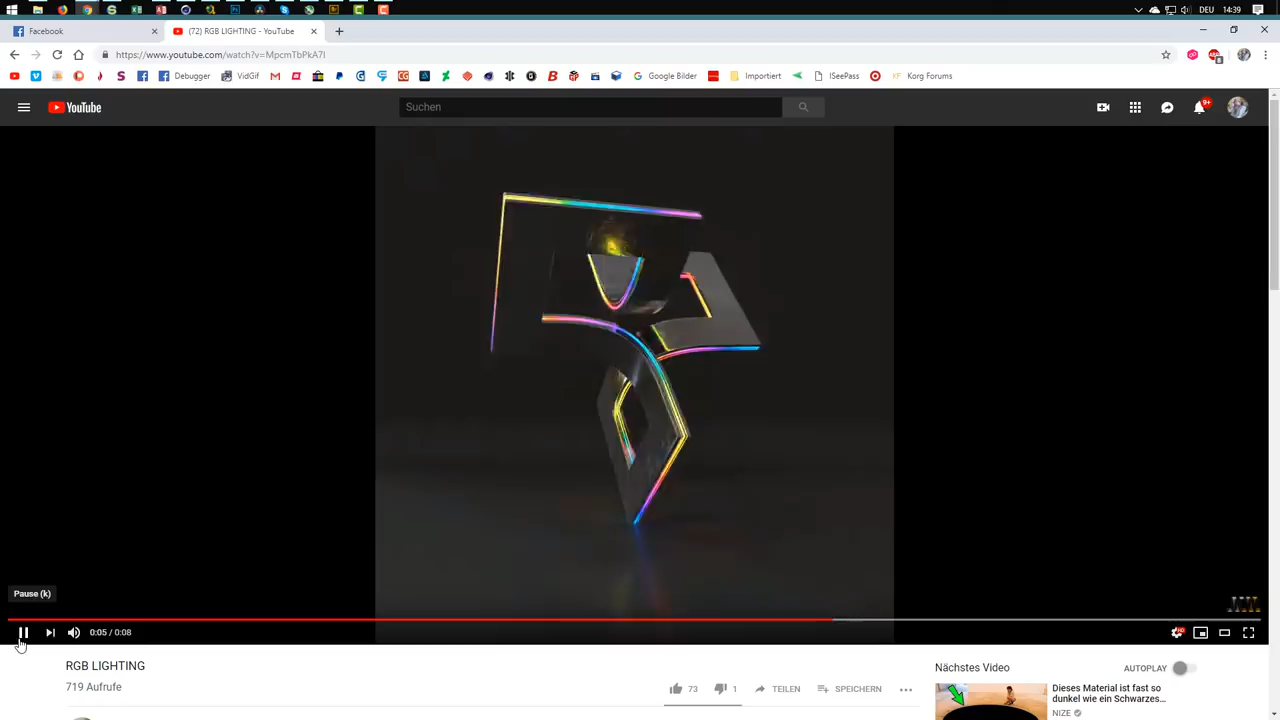 DEU 14:39
Facebook
(72) RGB LIGHTING - YouTube
https://www.youtube.com/watch?v=MpcmTbPkA7I
Debugger
VidGif
Google Bilder
Importiert
ISeePass
Korg Forums
YouTube
Suchen
9+
Pause (k)
0:05 / 0:08
HD
RGB LIGHTING
719 Aufrufe
73
1
TEILEN
SPEICHERN
Nächstes Video
AUTOPLAY
Dieses Material ist fast so
dunkel wie ein Schwarzes...
NIZE